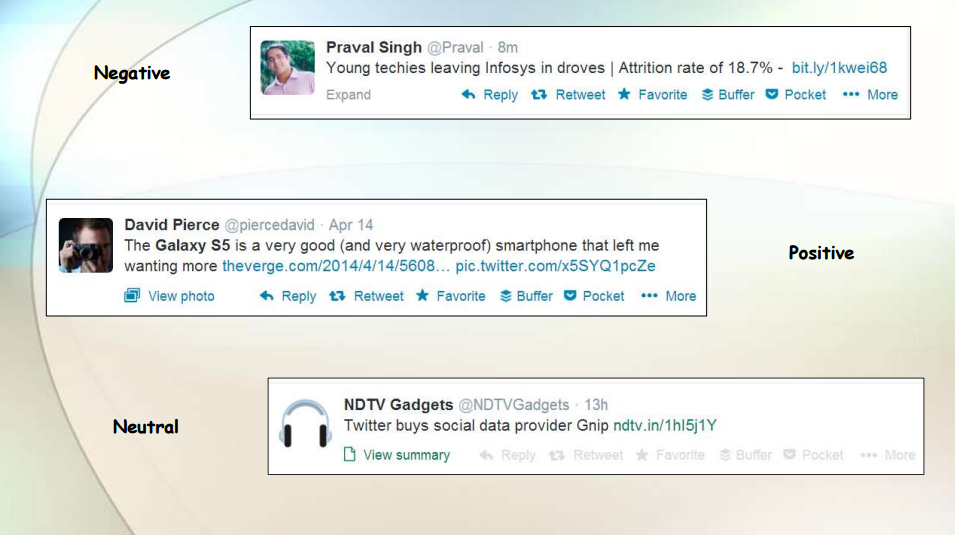 Negative
Praval Singh @Praval · 8m
Young techies leaving Infosys in droves | Attrition rate of 18.7% - bit.ly/1kwei68
Expand Reply Retweet Favorite Buffer Pocket ••• More
David Pierce @piercedavid · Apr 14
The Galaxy S5 is a very good (and very waterproof) smartphone that left me
wanting more theverge.com/2014/4/14/5608… pic.twitter.com/x5SYQ1pcZe
View photo Reply Retweet Favorite Buffer Pocket ••• More
Positive
Neutral
NDTV Gadgets @NDTVGadgets · 13h
Twitter buys social data provider Gnip ndtv.in/1hI5j1Y
View summary Reply Retweet Favorite Buffer Pocket ••• More